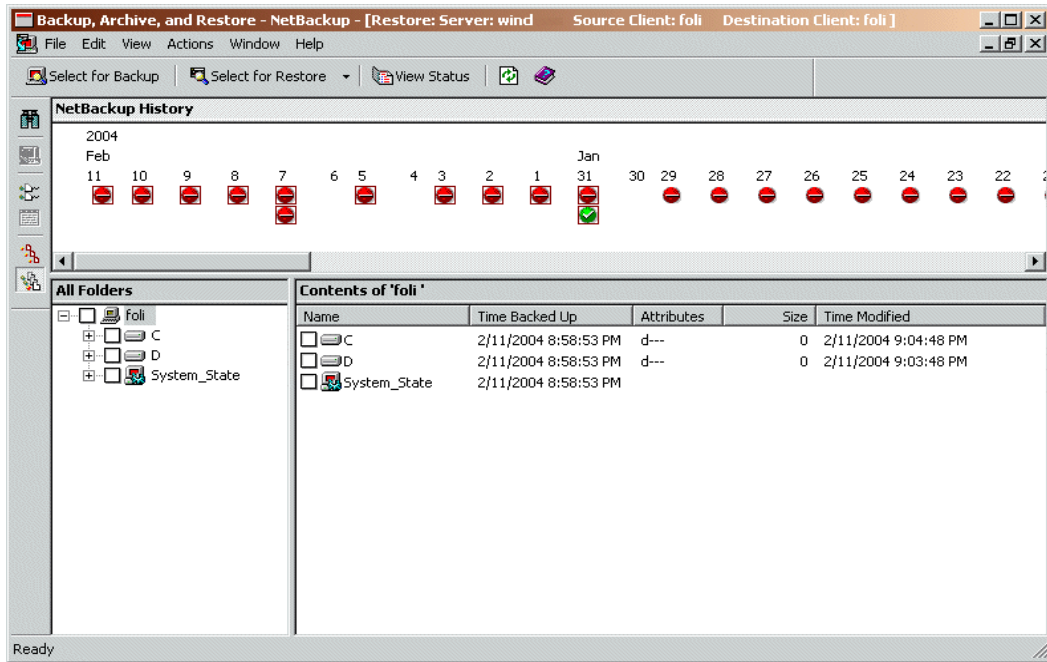 Backup, Archive, and Restore - NetBackup - [Restore: Server: wind Source Client: foli Destination Client: foli ]
File Edit View Actions Window Help
Select for Backup Select for Restore View Status
NetBackup History
2004
Feb Jan
11 10 9 8 7 6 5 4 3 2 1 31 30 29 28 27 26 25 24 23 22
All Folders
Contents of 'foli '
foli
C
D
System_State
Name Time Backed Up Attributes Size Time Modified
C 2/11/2004 8:58:53 PM d--- 0 2/11/2004 9:04:48 PM
D 2/11/2004 8:58:53 PM d--- 0 2/11/2004 9:03:48 PM
System_State 2/11/2004 8:58:53 PM
Ready